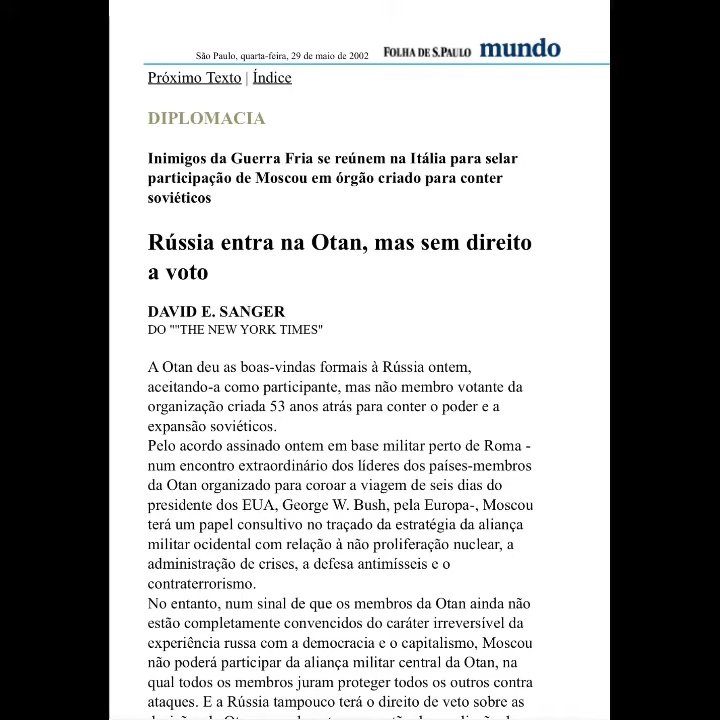 São Paulo, quarta-feira, 29 de maio de 2002 FOLHA DE S.PAULO mundo
Próximo Texto | Índice
DIPLOMACIA
Inimigos da Guerra Fria se reúnem na Itália para selar
participação de Moscou em órgão criado para conter
soviéticos
Rússia entra na Otan, mas sem direito
a voto
DAVID E. SANGER
DO ""THE NEW YORK TIMES"
A Otan deu as boas-vindas formais à Rússia ontem,
aceitando-a como participante, mas não membro votante da
organização criada 53 anos atrás para conter o poder e a
expansão soviéticos.
Pelo acordo assinado ontem em base militar perto de Roma -
num encontro extraordinário dos líderes dos países-membros
da Otan organizado para coroar a viagem de seis dias do
presidente dos EUA, George W. Bush, pela Europa-, Moscou
terá um papel consultivo no traçado da estratégia da aliança
militar ocidental com relação à não proliferação nuclear, a
administração de crises, a defesa antimísseis e o
contraterrorismo.
No entanto, num sinal de que os membros da Otan ainda não
estão completamente convencidos do caráter irreversível da
experiência russa com a democracia e o capitalismo, Moscou
não poderá participar da aliança militar central da Otan, na
qual todos os membros juram proteger todos os outros contra
ataques. E a Rússia tampouco terá o direito de veto sobre as